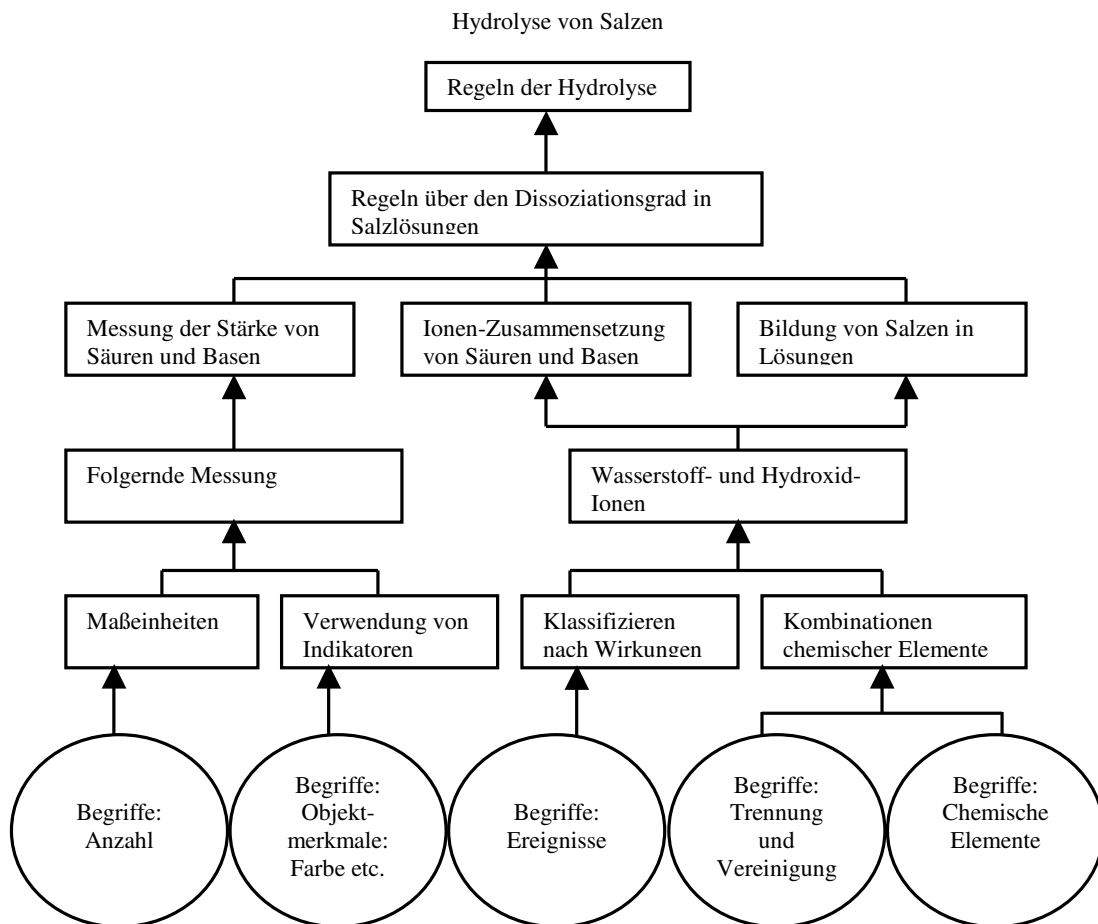 Hydrolyse von Salzen
Regeln der Hydrolyse
Regeln über den Dissoziationsgrad in
Salzlösungen
Messung der Stärke von
Säuren und Basen
Ionen-Zusammensetzung
von Säuren und Basen
Bildung von Salzen in
Lösungen
Folgernde Messung
Wasserstoff- und Hydroxid-
Ionen
Maßeinheiten
Verwendung von
Indikatoren
Klassifizieren
nach Wirkungen
Kombinationen
chemischer Elemente
Begriffe:
Anzahl
Begriffe:
Objekt-
merkmale:
Farbe etc.
Begriffe:
Ereignisse
Begriffe:
Trennung
und
Vereinigung
Begriffe:
Chemische
Elemente